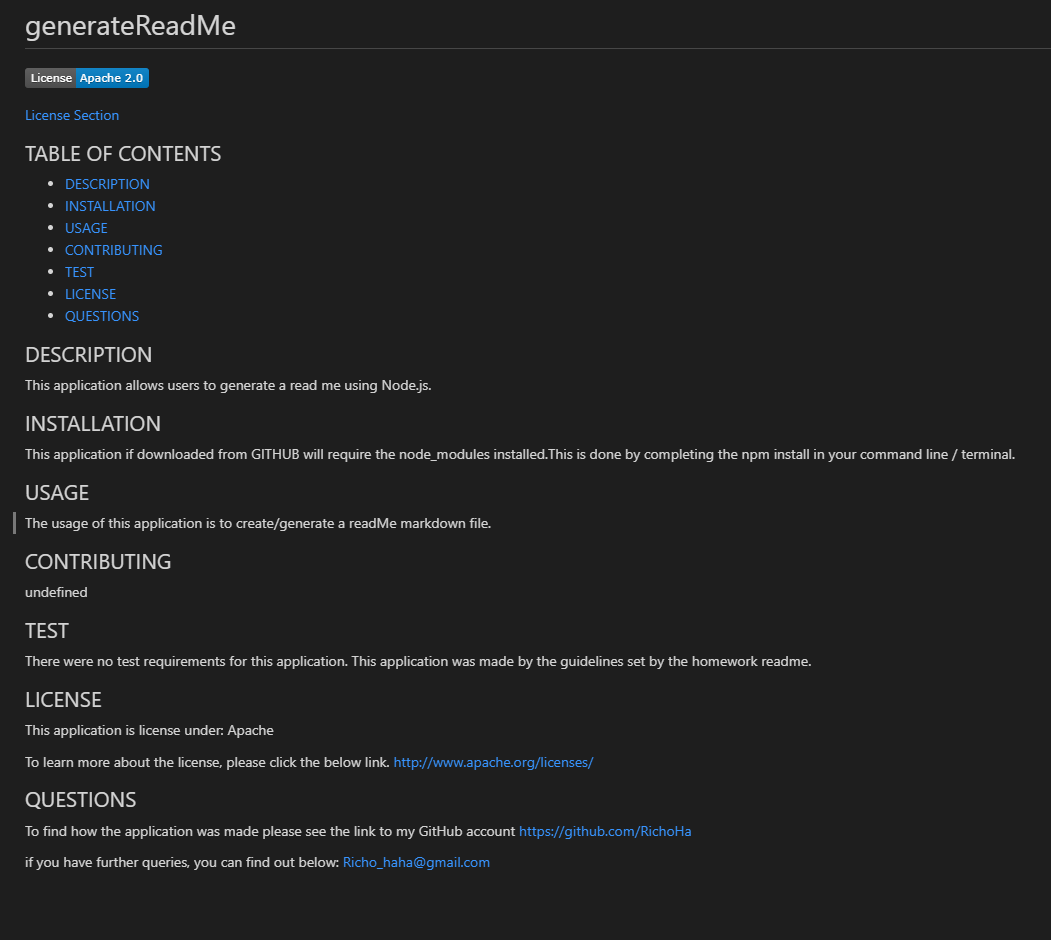 generateReadMe
License Apache 2.0
License Section
TABLE OF CONTENTS
DESCRIPTION
INSTALLATION
USAGE
CONTRIBUTING
TEST
LICENSE
QUESTIONS
DESCRIPTION
This application allows users to generate a read me using Node.js.
INSTALLATION
This application if downloaded from GITHUB will require the node_modules installed.This is done by completing the npm install in your command line / terminal.
USAGE
The usage of this application is to create/generate a readMe markdown file.
CONTRIBUTING
undefined
TEST
There were no test requirements for this application. This application was made by the guidelines set by the homework readme.
LICENSE
This application is license under: Apache
To learn more about the license, please click the below link. http://www.apache.org/licenses/
QUESTIONS
To find how the application was made please see the link to my GitHub account https://github.com/RichoHa
if you have further queries, you can find out below: Richo_haha@gmail.com